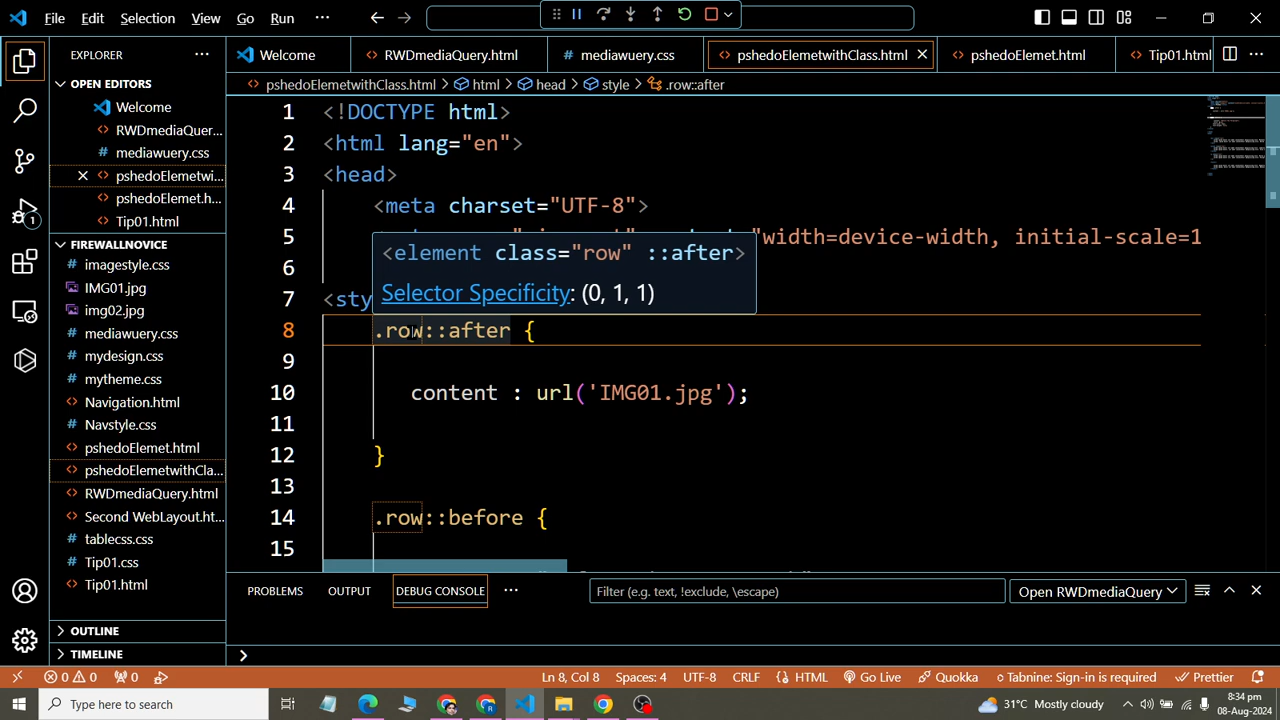 File Edit Selection View Go Run ···
EXPLORER ···
OPEN EDITORS
Welcome
RWDmediaQuer...
mediawuery.css
pshedoElemetwi...
pshedoElemet.h...
Tip01.html
FIREWALLNOVICE
imagestyle.css
IMG01.jpg
img02.jpg
mediawuery.css
mydesign.css
mytheme.css
Navigation.html
Navstyle.css
pshedoElemet.html
pshedoElemetwithCla...
RWDmediaQuery.html
Second WebLayout.ht...
tablecss.css
Tip01.css
Tip01.html
OUTLINE
TIMELINE
1
Welcome RWDmediaQuery.html mediawuery.css pshedoElemetwithClass.html pshedoElemet.html Tip01.html ···
pshedoElemetwithClass.html > html > head > style > .row::after
1 <!DOCTYPE html>
2 <html lang="en">
3 <head>
4 <meta charset="UTF-8">
5 "width=device-width, initial-scale=1
6
<element class="row" ::after>
Selector Specificity: (0, 1, 1)
7 <sty
8 .row::after {
9
10 content : url('IMG01.jpg');
11
12 }
13
14 .row::before {
15
PROBLEMS OUTPUT DEBUG CONSOLE ··· Filter (e.g. text, !exclude, \escape) Open RWDmediaQuery
0 0 0 Ln 8, Col 8 Spaces: 4 UTF-8 CRLF HTML Go Live Quokka Tabnine: Sign-in is required Prettier
Type here to search 31°C Mostly cloudy 8:34 pm
08-Aug-2024